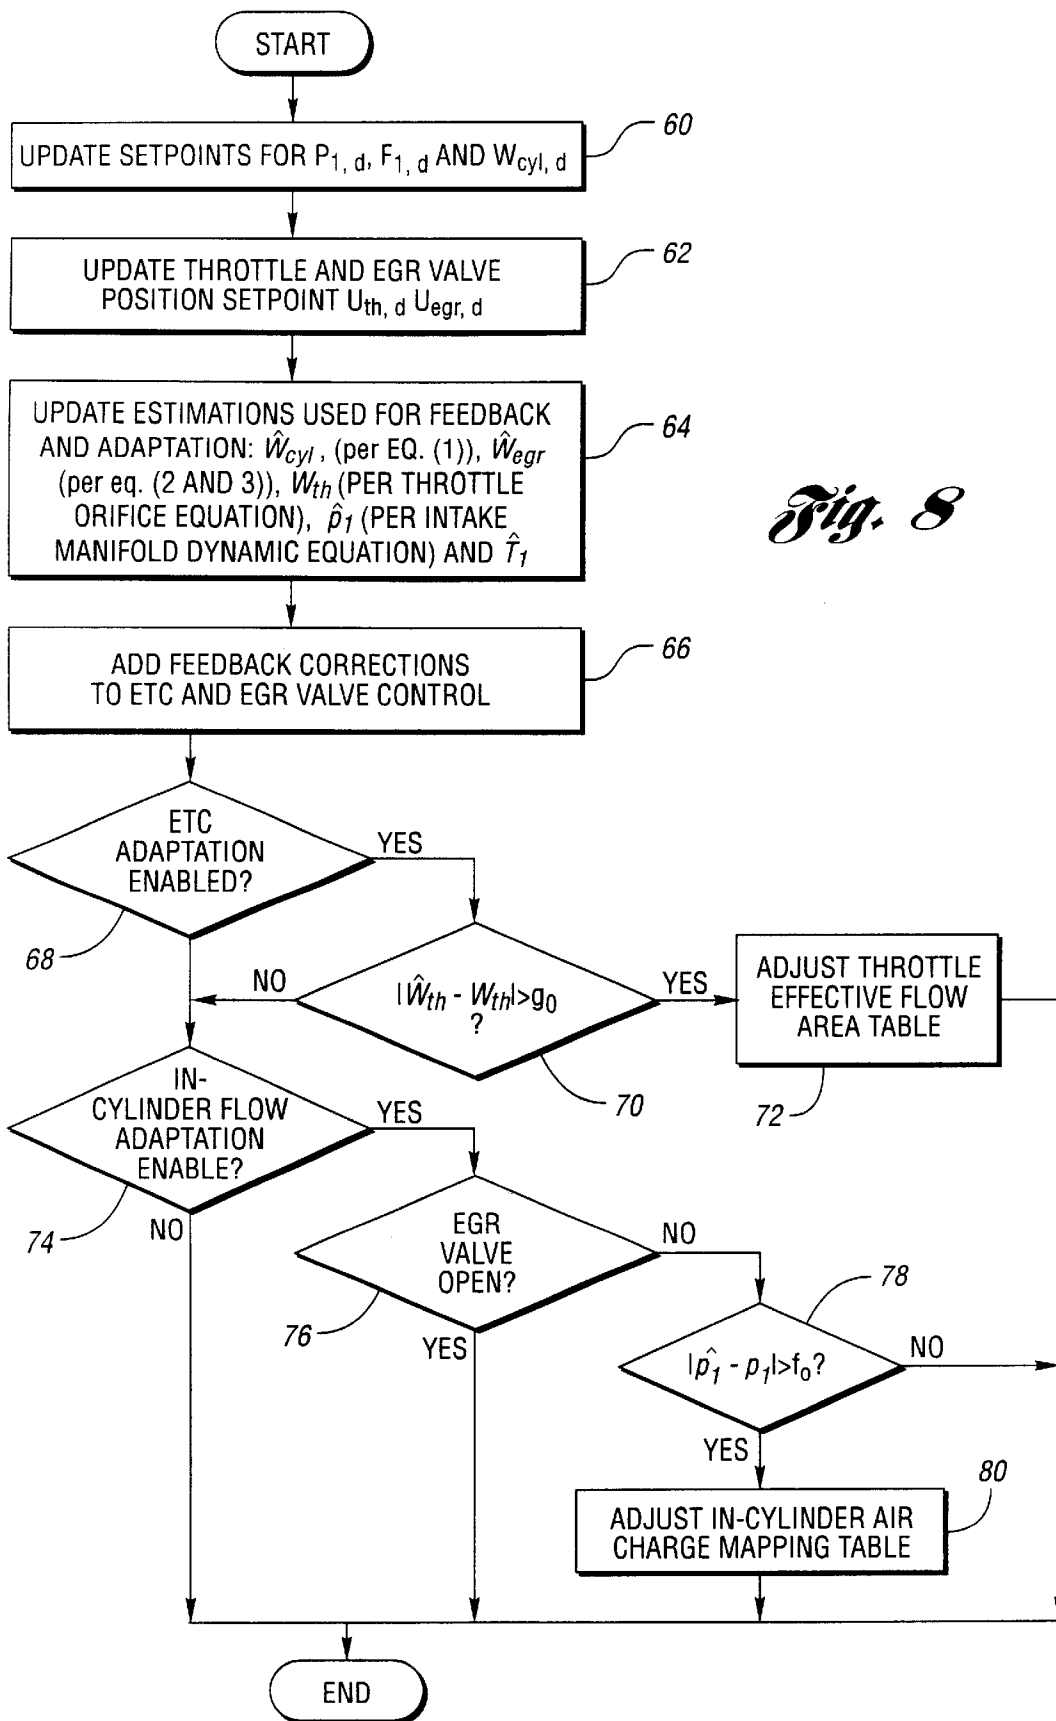 START
60
UPDATE SETPOINTS FOR P1, d, F1, d AND Wcyl, d
62
UPDATE THROTTLE AND EGR VALVE
POSITION SETPOINT Uth, d Uegr, d
64
UPDATE ESTIMATIONS USED FOR FEEDBACK
AND ADAPTATION: Ŵcyl, (per EQ. (1)), Ŵegr
(per eq. (2 AND 3)), Wth (PER THROTTLE
ORIFICE EQUATION), p̂1 (PER INTAKE
MANIFOLD DYNAMIC EQUATION) AND T̂1
Fig. 8
66
ADD FEEDBACK CORRECTIONS
TO ETC AND EGR VALVE CONTROL
ETC
ADAPTATION
ENABLED?
YES
68
NO
|Ŵth - Wth|>g0
?
YES
70
ADJUST THROTTLE
EFFECTIVE FLOW
AREA TABLE
72
IN-
CYLINDER FLOW
ADAPTATION
ENABLE?
YES
74
NO
EGR
VALVE
OPEN?
NO
76
YES
78
|p̂1 - p1|>fo?
NO
YES
80
ADJUST IN-CYLINDER AIR
CHARGE MAPPING TABLE
END